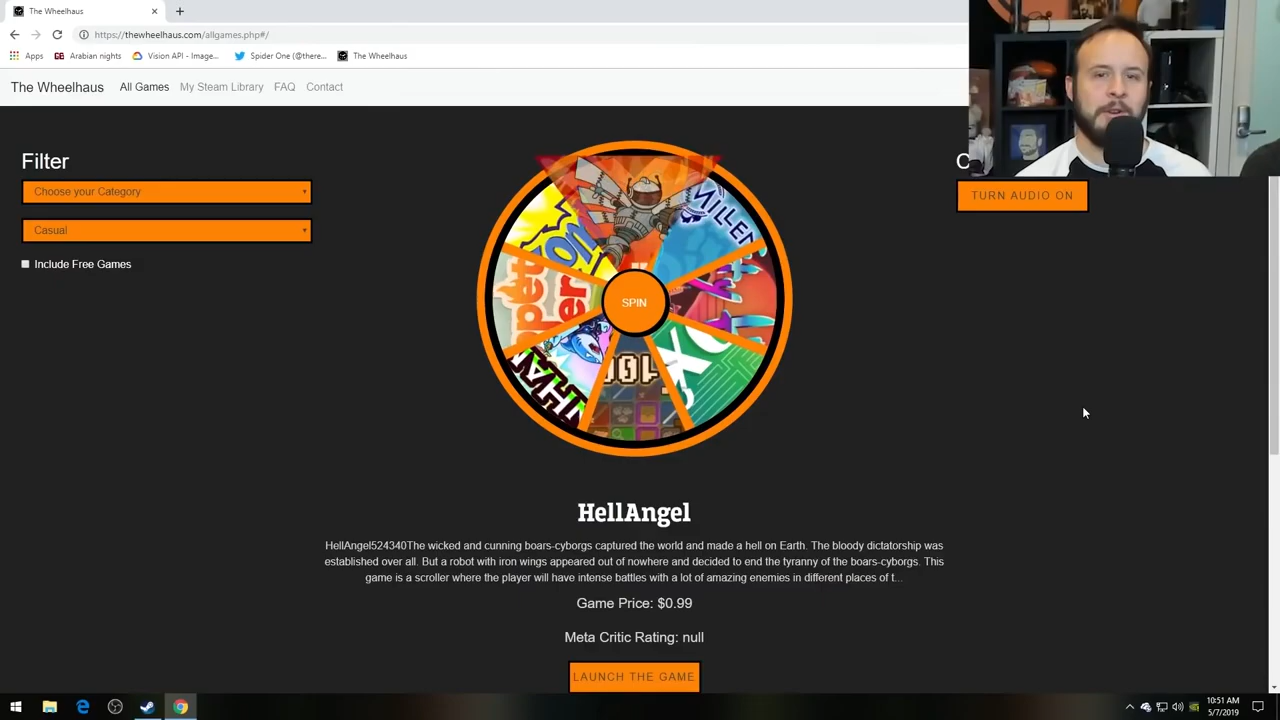 The Wheelhaus
https://thewheelhaus.com/allgames.php#/
Apps
Arabian nights
Vision API - Image...
Spider One (@there...
The Wheelhaus
The Wheelhaus
All Games
My Steam Library
FAQ
Contact
Filter
Choose your Category
Casual
Include Free Games
SPIN
TURN AUDIO ON
HellAngel
HellAngel524340The wicked and cunning boars-cyborgs captured the world and made a hell on Earth. The bloody dictatorship was
established over all. But a robot with iron wings appeared out of nowhere and decided to end the tyranny of the boars-cyborgs. This
game is a scroller where the player will have intense battles with a lot of amazing enemies in different places of t...
Game Price: $0.99
Meta Critic Rating: null
LAUNCH THE GAME
10:51 AM
5/7/2019